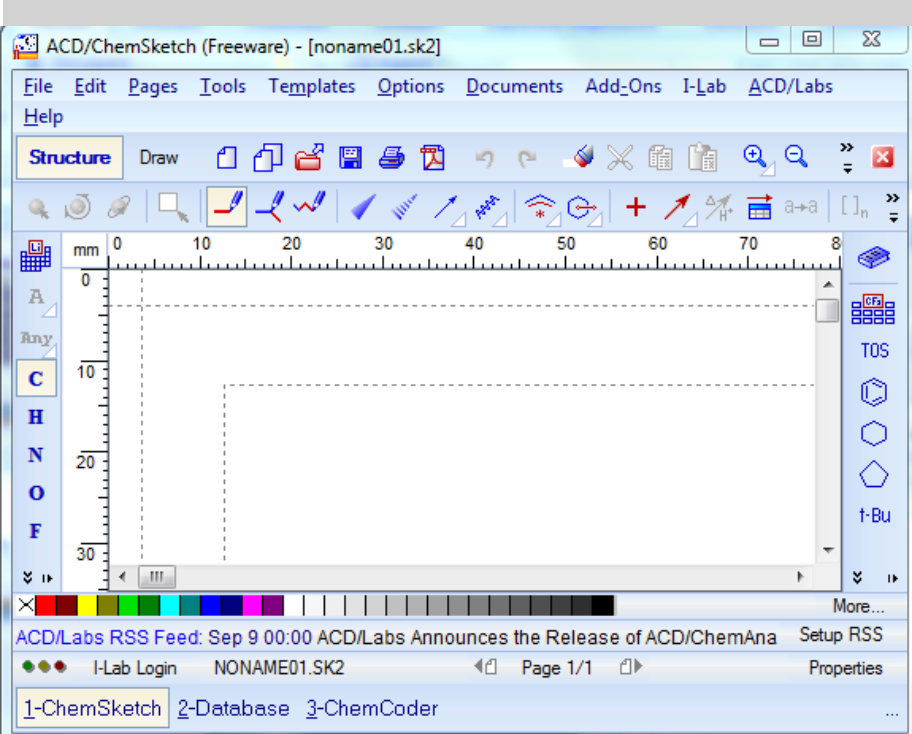 ACD/ChemSketch (Freeware) - [noname01.sk2]
File Edit Pages Tools Templates Options Documents Add-Ons I-Lab ACD/Labs
Help
Structure Draw
H+ a→a [ ]n
Li mm 0 10 20 30 40 50 60 70 8
0
A
CF3
Any
TOS
10
C
H
N
20
O
t-Bu
F
30
More...
ACD/Labs RSS Feed: Sep 9 00:00 ACD/Labs Announces the Release of ACD/ChemAna Setup RSS
I-Lab Login NONAME01.SK2 Page 1/1 Properties
1-ChemSketch 2-Database 3-ChemCoder ...